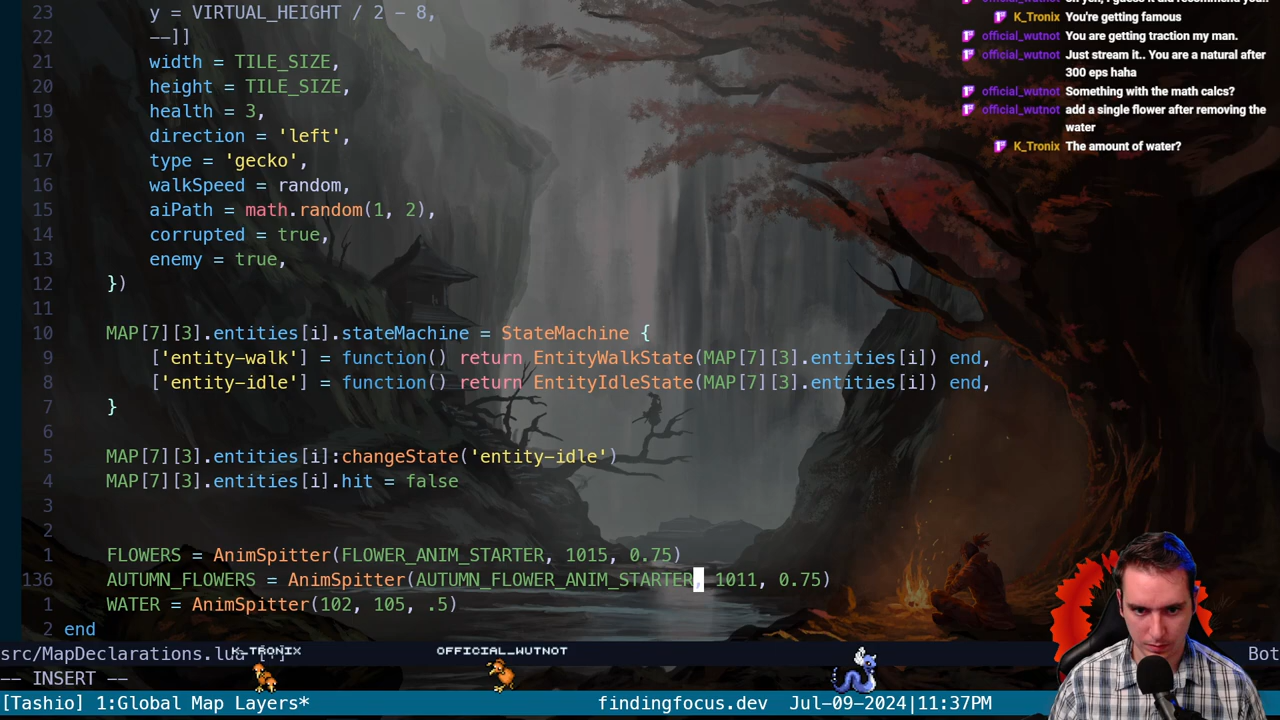 23 y = VIRTUAL_HEIGHT / 2 - 8,
22 --]]
21 width = TILE_SIZE,
20 height = TILE_SIZE,
19 health = 3,
18 direction = 'left',
17 type = 'gecko',
16 walkSpeed = random,
15 aiPath = math.random(1, 2),
14 corrupted = true,
13 enemy = true,
12 })
11
10 MAP[7][3].entities[i].stateMachine = StateMachine {
9 ['entity-walk'] = function() return EntityWalkState(MAP[7][3].entities[i]) end,
8 ['entity-idle'] = function() return EntityIdleState(MAP[7][3].entities[i]) end,
7 }
6
5 MAP[7][3].entities[i]:changeState('entity-idle')
4 MAP[7][3].entities[i].hit = false
3
2
1 FLOWERS = AnimSpitter(FLOWER_ANIM_STARTER, 1015, 0.75)
136 AUTUMN_FLOWERS = AnimSpitter(AUTUMN_FLOWER_ANIM_STARTER, 1011, 0.75)
1 WATER = AnimSpitter(102, 105, .5)
2 end
src/MapDeclarations.lua Bot
-- INSERT --
[Tashio] 1:Global Map Layers* findingfocus.dev Jul-09-2024|11:37PM
K_TRONIX OFFICIAL_WUTNOT
K_Tronix You're getting famous
official_wutnot You are getting traction my man.
official_wutnot Just stream it.. You are a natural after
300 eps haha
official_wutnot Something with the math calcs?
official_wutnot add a single flower after removing the
water
K_Tronix The amount of water?